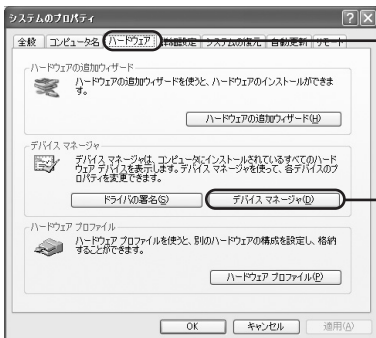 システムのプロパティ
全般 コンピュータ名 ハードウェア 詳細設定 システムの復元 自動更新 リモート
ハードウェアの追加ウィザード
ハードウェアの追加ウィザードを使うと、ハードウェアのインストールができま
す。
ハードウェアの追加ウィザード(H)
デバイス マネージャ
デバイス マネージャは、コンピュータにインストールされているすべてのハード
ウェア デバイスを表示します。デバイス マネージャを使って、各デバイスのプ
ロパティを変更できます。
ドライバの署名(S) デバイス マネージャ(D)
ハードウェア プロファイル
ハードウェア プロファイルを使うと、別のハードウェアの構成を設定し、格納
することができます。
ハードウェア プロファイル(P)
OK キャンセル 適用(A)